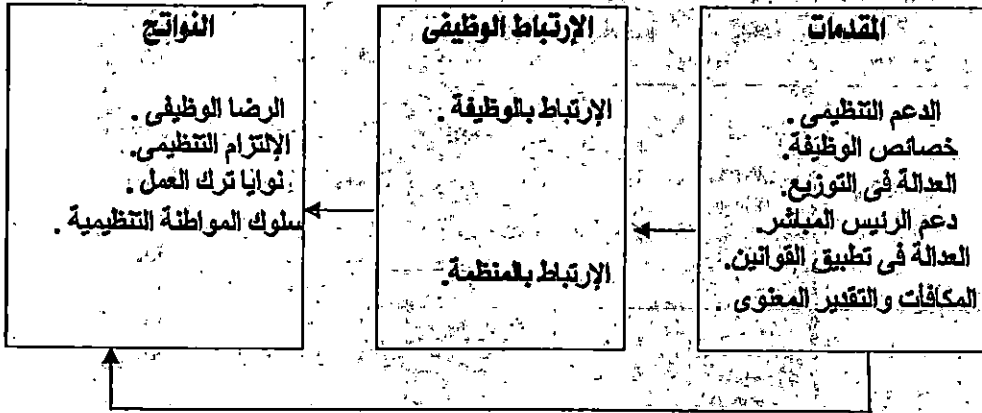 المقدمات
الدعم التنظيمى .
خصائص الوظيفة.
العدالة فى التوزيع.
دعم الرئيس المباشر.
العدالة فى تطبيق القوانين.
المكافأت والتقدير المعنوى .
الإرتباط الوظيفى
الإرتباط بالوظيفة .
الإرتباط بالمنظمة.
النواتج
الرضا الوظيفى .
الإلتزام التنظيمى.
نوايا ترك العمل .
سلوك المواطنة التنظيمية .